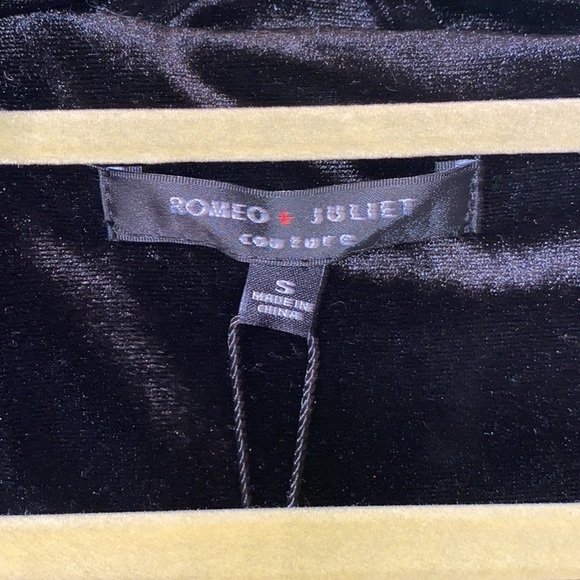 ROMEO + JULIET
couture
S
MADE IN
CHINA